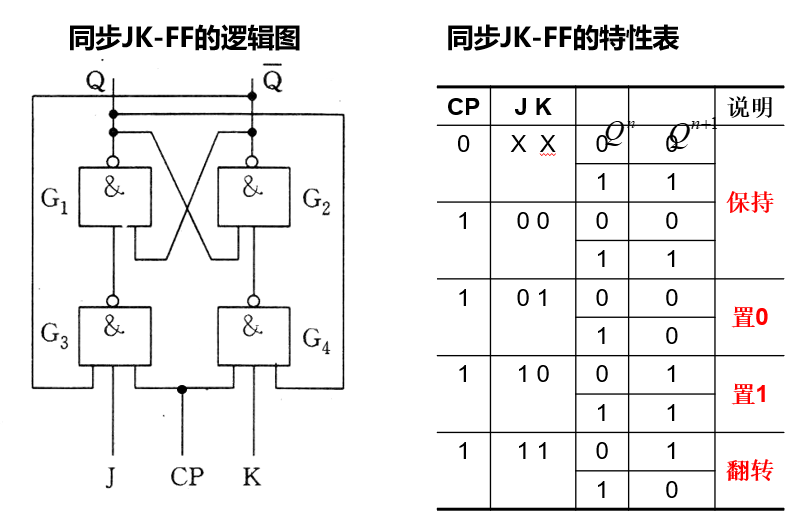 同步JK-FF的逻辑图
Q Q̅
G₁ & & G₂
G₃ & & G₄
J CP K
同步JK-FF的特性表
CP J K Qⁿ Qⁿ⁺¹ 说明
0 X X 0 0 保持
1 1
1 0 0 0 0
1 1
1 0 1 0 0 置0
1 0
1 1 0 0 1 置1
1 1
1 1 1 0 1 翻转
1 0